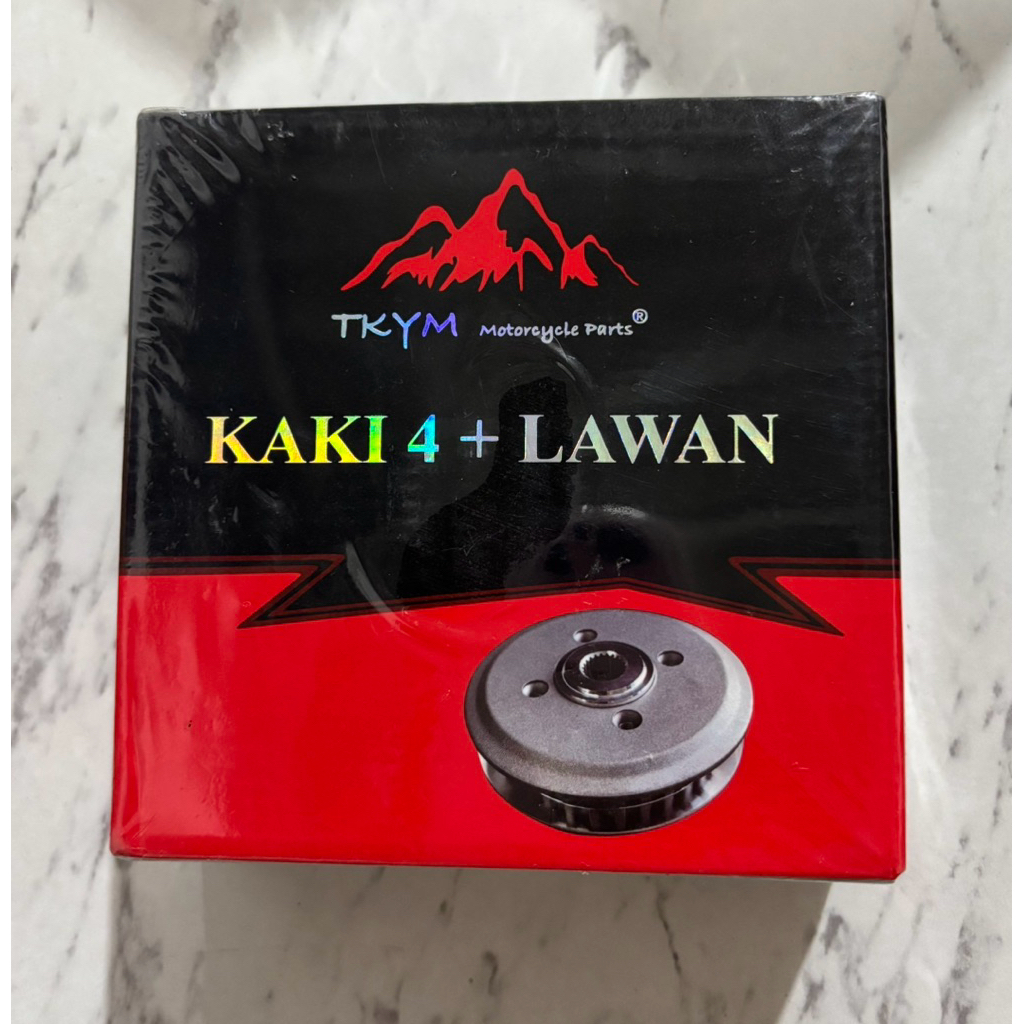 TKYM Motorcycle Parts®
KAKI 4 + LAWAN